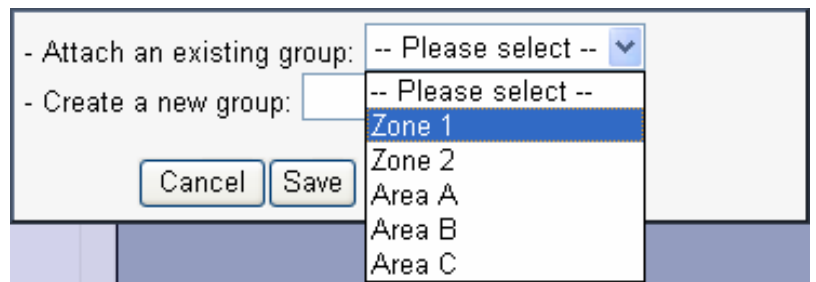 - Attach an existing group: -- Please select --
- Create a new group: -- Please select --
Zone 1
Zone 2
Cancel Save Area A
Area B
Area C